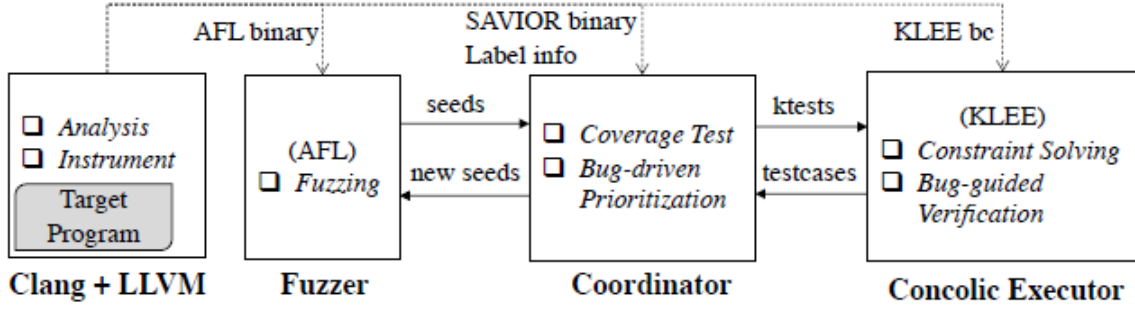 AFL binary
SAVIOR binary
Label info
KLEE bc
Analysis
Instrument
Target
Program
Clang + LLVM
(AFL)
Fuzzing
Fuzzer
seeds
new seeds
Coverage Test
Bug-driven
Prioritization
Coordinator
ktests
testcases
(KLEE)
Constraint Solving
Bug-guided
Verification
Concolic Executor